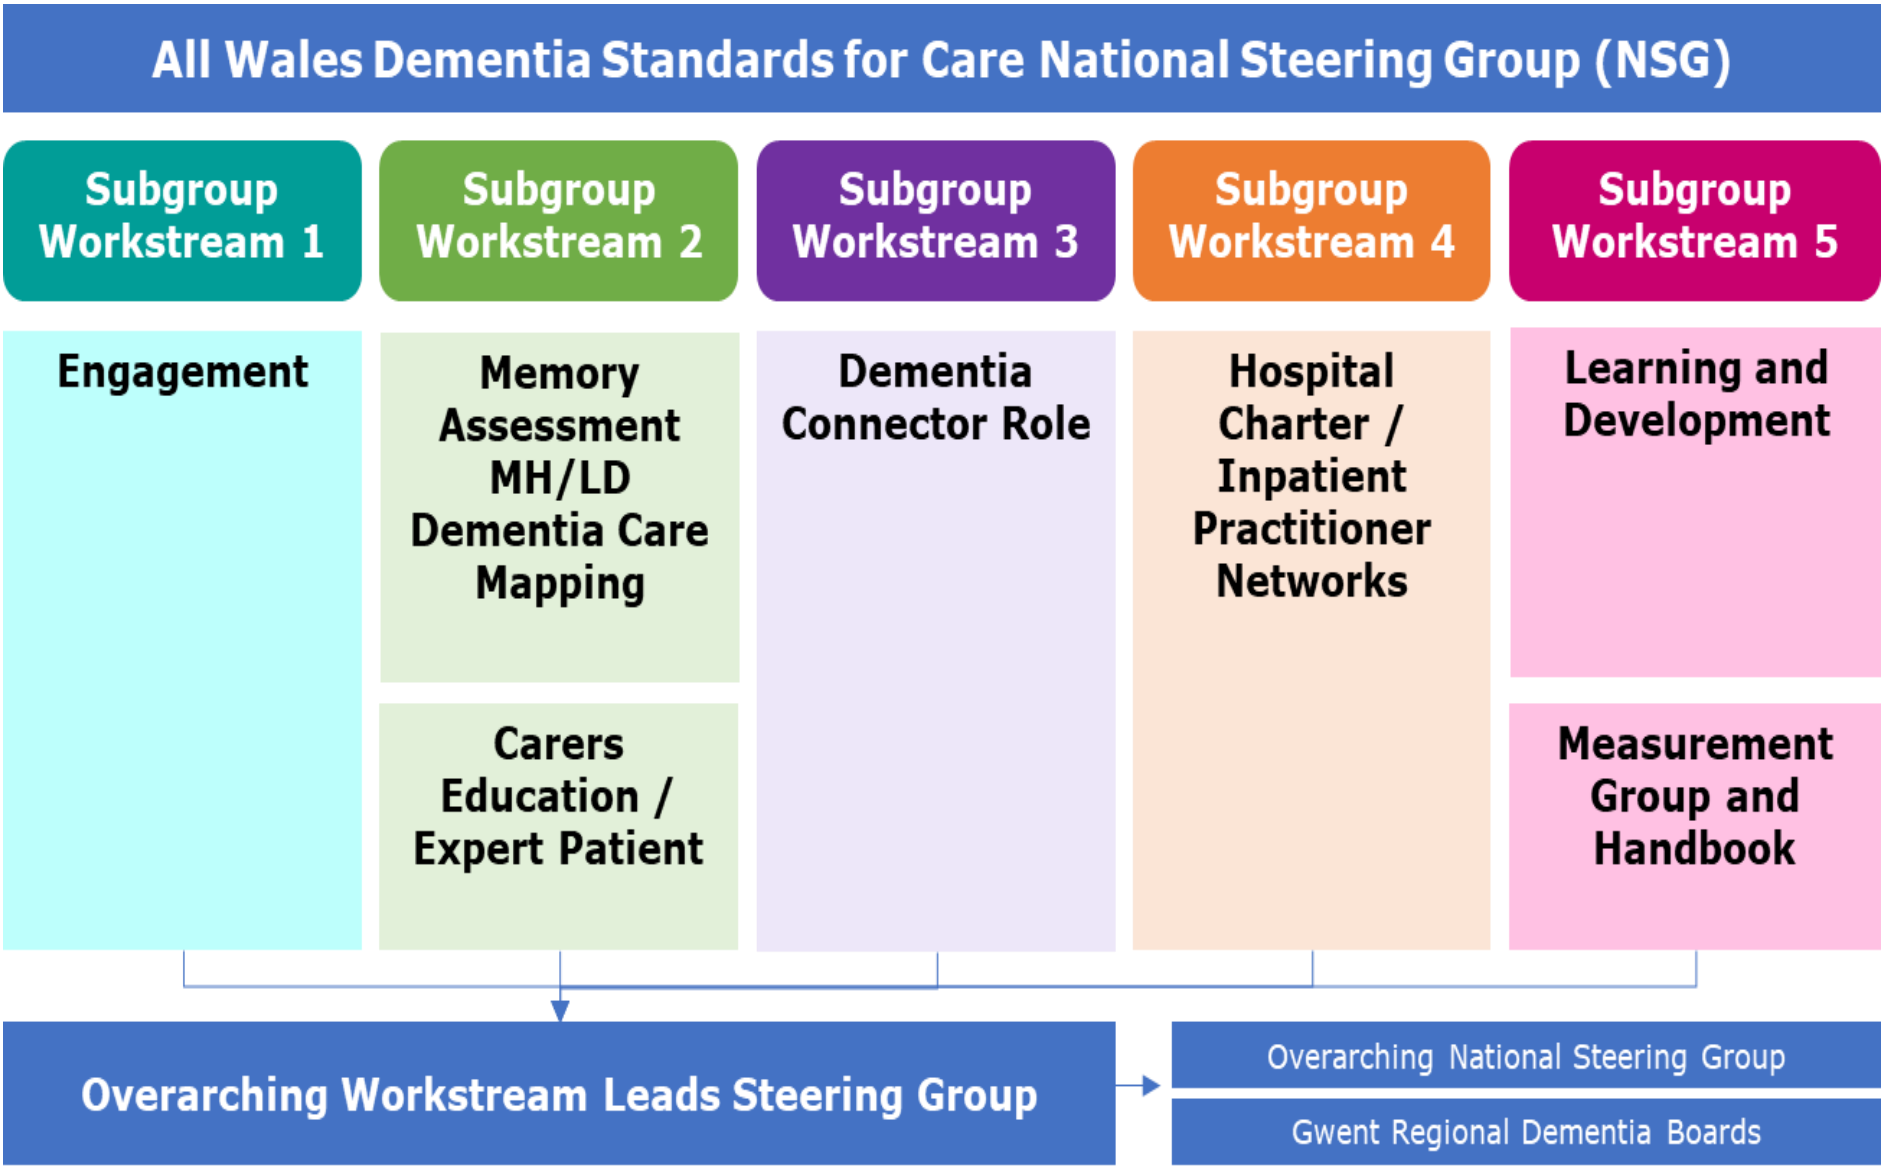 All Wales Dementia Standards for Care National Steering Group (NSG)
Subgroup
Workstream 1
Subgroup
Workstream 2
Subgroup
Workstream 3
Subgroup
Workstream 4
Subgroup
Workstream 5
Engagement
Memory
Assessment
MH/LD
Dementia Care
Mapping
Carers
Education /
Expert Patient
Dementia
Connector Role
Hospital
Charter /
Inpatient
Practitioner
Networks
Learning and
Development
Measurement
Group and
Handbook
Overarching Workstream Leads Steering Group
Overarching National Steering Group
Gwent Regional Dementia Boards